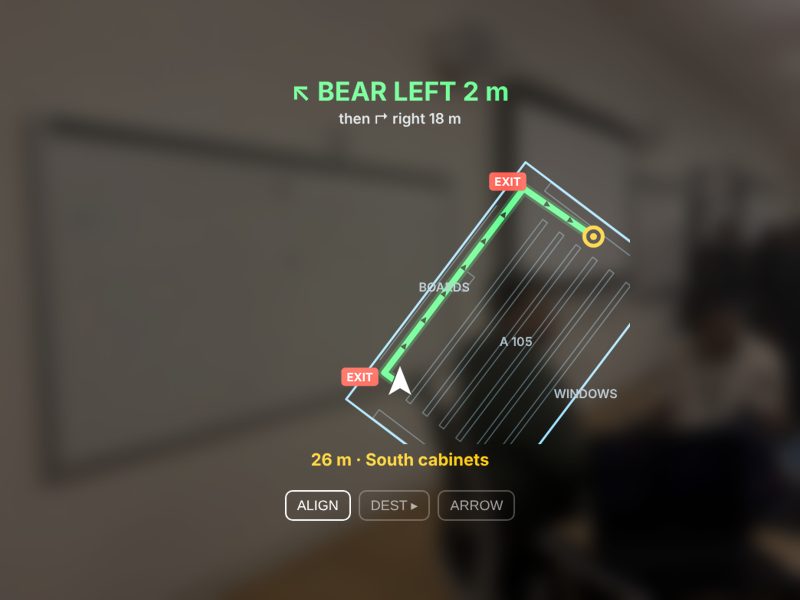 ↖ BEAR LEFT 2 m
then ↱ right 18 m
EXIT
BOARDS
A 105
EXIT
WINDOWS
26 m · South cabinets
ALIGN
DEST ▸
ARROW